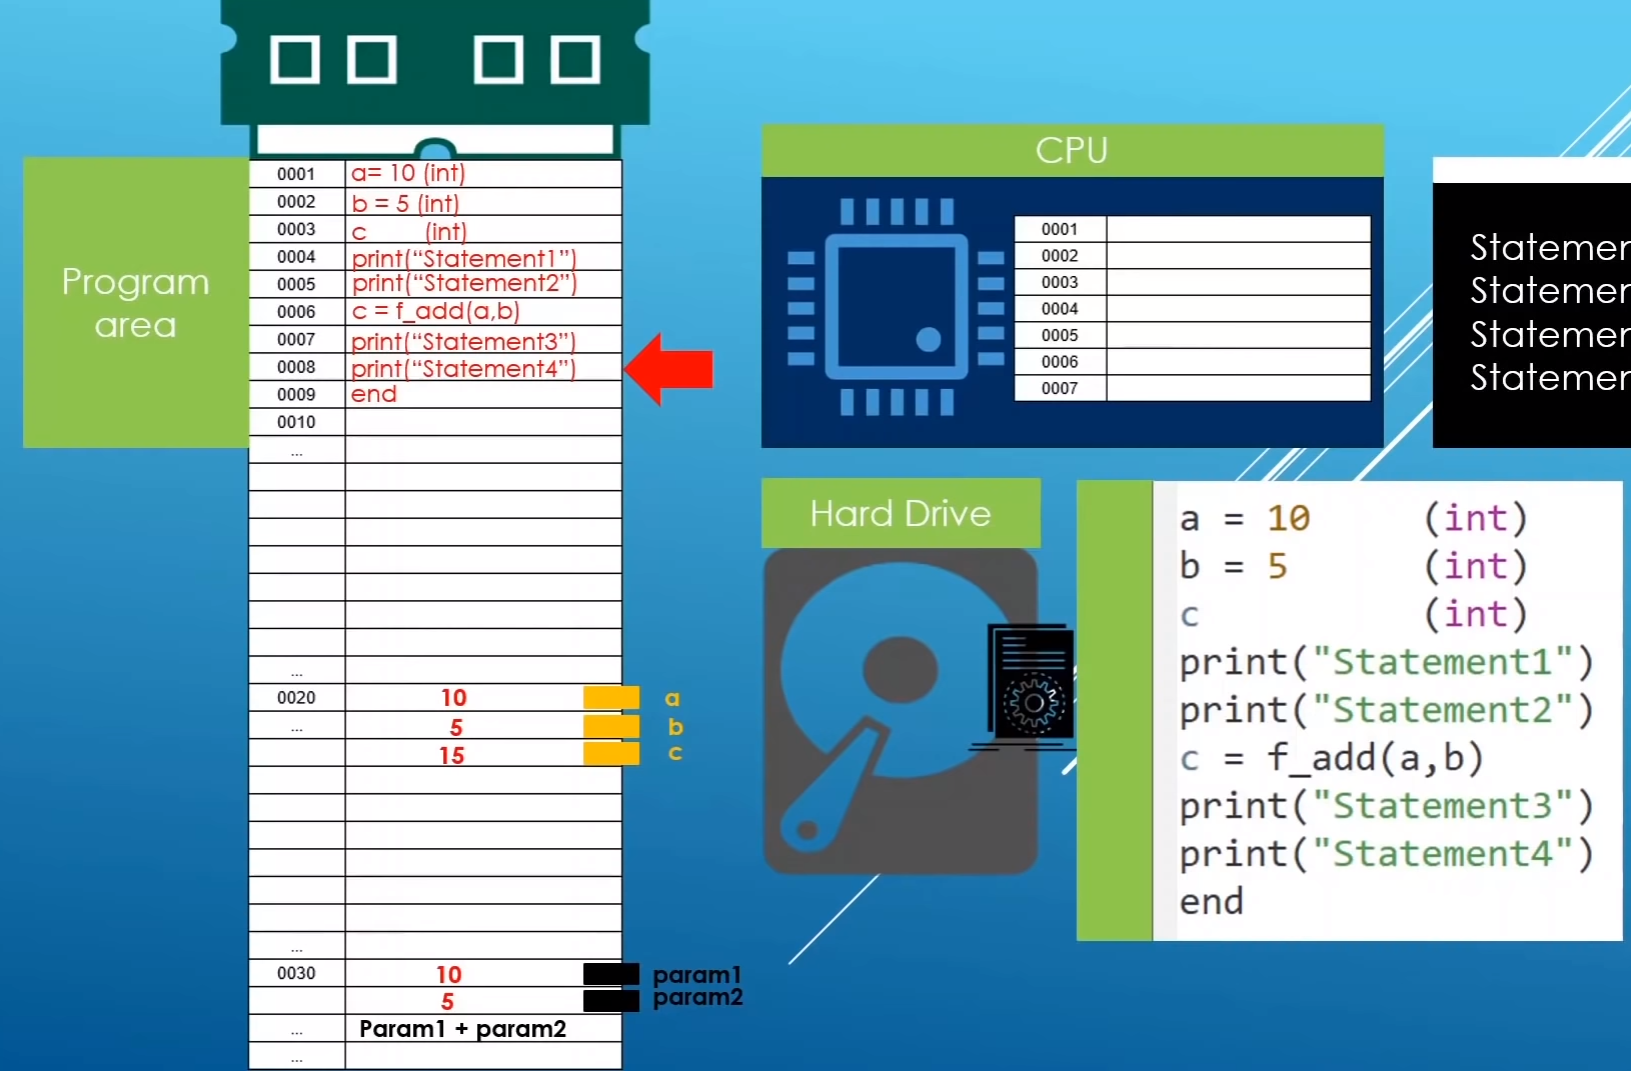 Program
area
0001 a= 10 (int)
0002 b = 5 (int)
0003 c (int)
0004 print(“Statement1”)
0005 print(“Statement2”)
0006 c = f_add(a,b)
0007 print(“Statement3”)
0008 print(“Statement4”)
0009 end
0010
...
...
0020 10 a
... 5 b
15 c
...
0030 10 param1
5 param2
... Param1 + param2
...
CPU
0001
0002
0003
0004
0005
0006
0007
Statemen
Statemen
Statemen
Statemen
Hard Drive
a = 10 (int)
b = 5 (int)
c (int)
print("Statement1")
print("Statement2")
c = f_add(a,b)
print("Statement3")
print("Statement4")
end